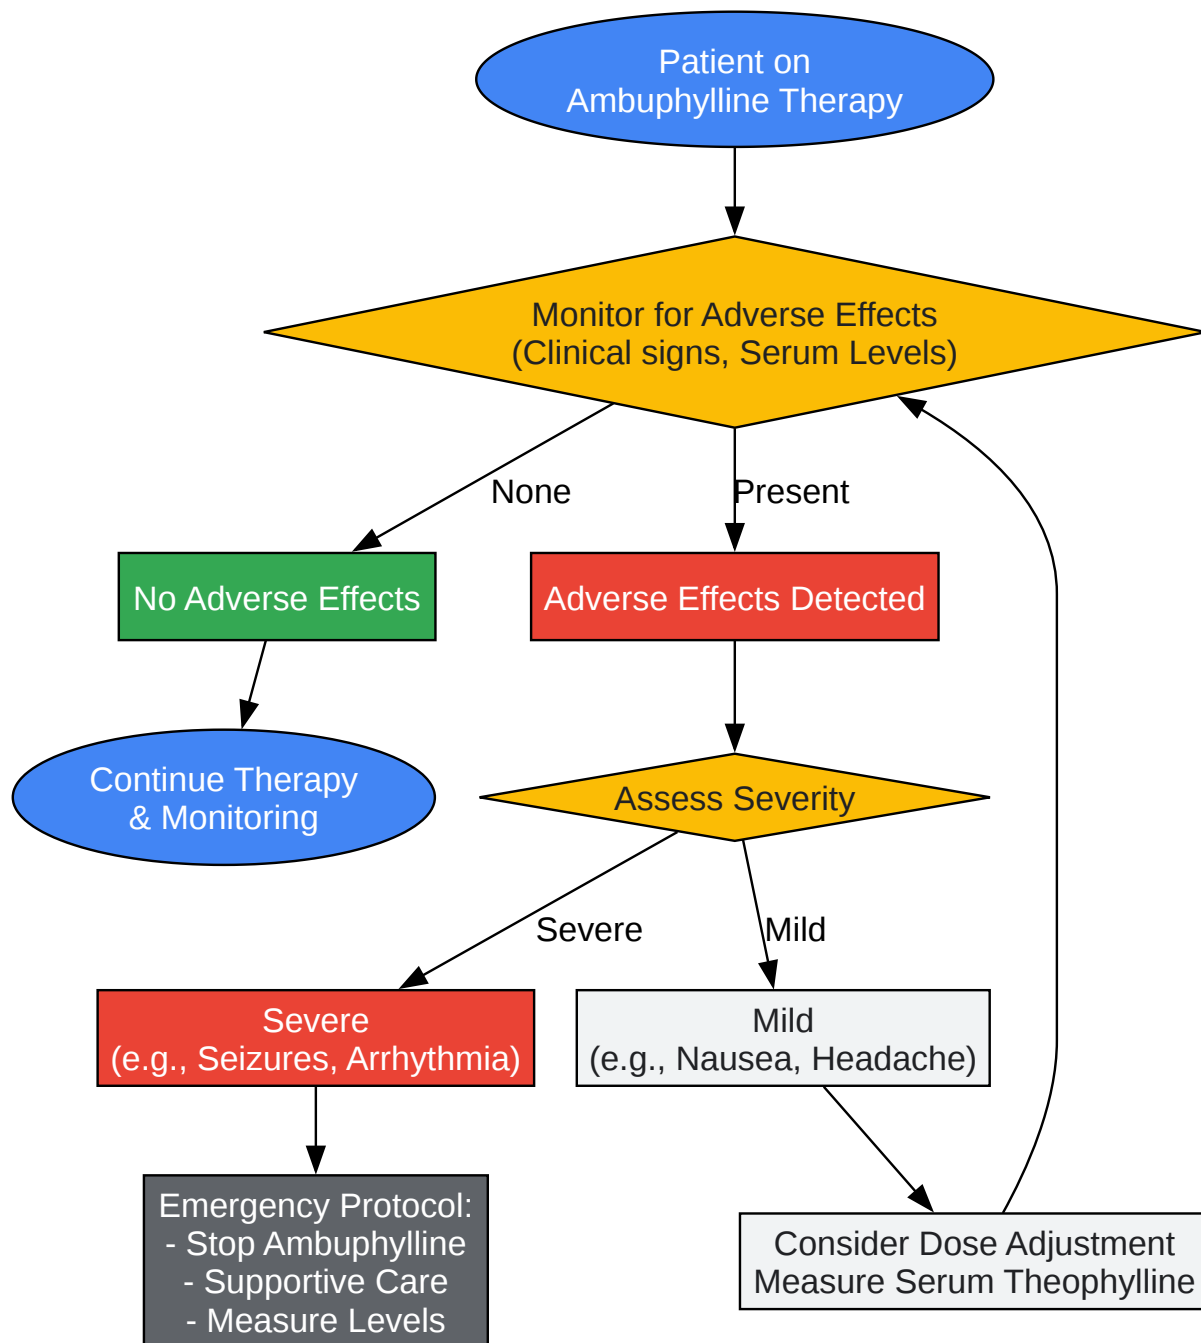 Patient on
Ambuphylline Therapy
Monitor for Adverse Effects
(Clinical signs, Serum Levels)
None
Present
No Adverse Effects
Adverse Effects Detected
Continue Therapy
& Monitoring
Assess Severity
Severe
Mild
Severe
(e.g., Seizures, Arrhythmia)
Mild
(e.g., Nausea, Headache)
Emergency Protocol:
- Stop Ambuphylline
- Supportive Care
- Measure Levels
Consider Dose Adjustment
Measure Serum Theophylline